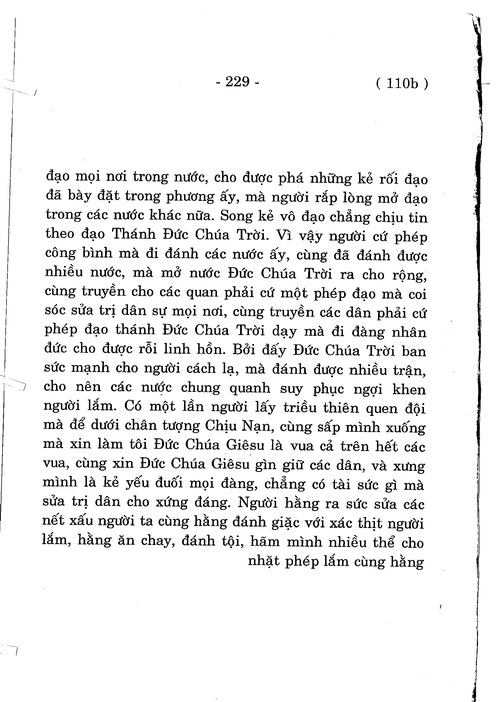 - 229 -
( 110b )
đạo mọi nơi trong nước, cho được phá những kẻ rối đạo
đã bày đặt trong phương ấy, mà người rắp lòng mở đạo
trong các nước khác nữa. Song kẻ vô đạo chẳng chịu tin
theo đạo Thánh Đức Chúa Trời. Vì vậy người cứ phép
công bình mà đi đánh các nước ấy, cùng đã đánh được
nhiều nước, mà mở nước Đức Chúa Trời ra cho rộng,
cùng truyền cho các quan phải cứ một phép đạo mà coi
sóc sửa trị dân sự mọi nơi, cùng truyền các dân phải cứ
phép đạo thánh Đức Chúa Trời dạy mà đi đàng nhân
đức cho được rỗi linh hồn. Bởi đấy Đức Chúa Trời ban
sức mạnh cho người cách lạ, mà đánh được nhiều trận,
cho nên các nước chung quanh suy phục ngợi khen
người lắm. Có một lần người lấy triều thiên quen đội
mà để dưới chân tượng Chịu Nạn, cùng sấp mình xuống
mà xin làm tôi Đức Chúa Giêsu là vua cả trên hết các
vua, cùng xin Đức Chúa Giêsu gìn giữ các dân, và xưng
mình là kẻ yếu đuối mọi đàng, chẳng có tài sức gì mà
sửa trị dân cho xứng đáng. Người hằng ra sức sửa các
nết xấu người ta cùng hằng đánh giặc với xác thịt người
lắm, hằng ăn chay, đánh tội, hãm mình nhiều thể cho
nhặt phép lắm cùng hằng